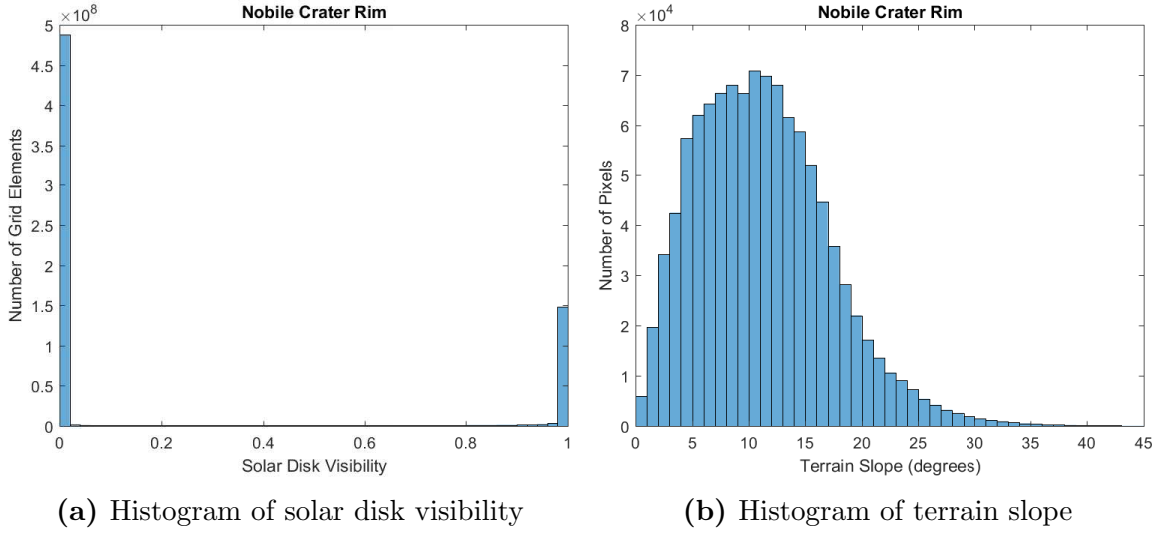 Nobile Crater Rim
×10^8
5
4.5
4
3.5
3
2.5
2
1.5
1
0.5
0
Number of Grid Elements
0 0.2 0.4 0.6 0.8 1
Solar Disk Visibility
(a) Histogram of solar disk visibility
Nobile Crater Rim
×10^4
8
7
6
5
4
3
2
1
0
Number of Pixels
0 5 10 15 20 25 30 35 40 45
Terrain Slope (degrees)
(b) Histogram of terrain slope